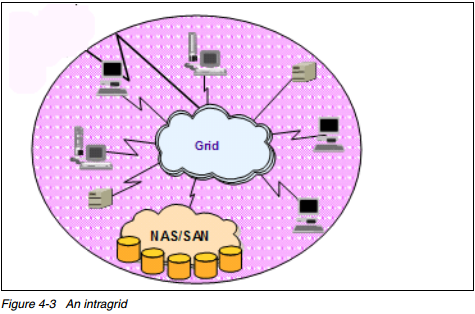 Grid
NAS/SAN
Figure 4-3 An intragrid